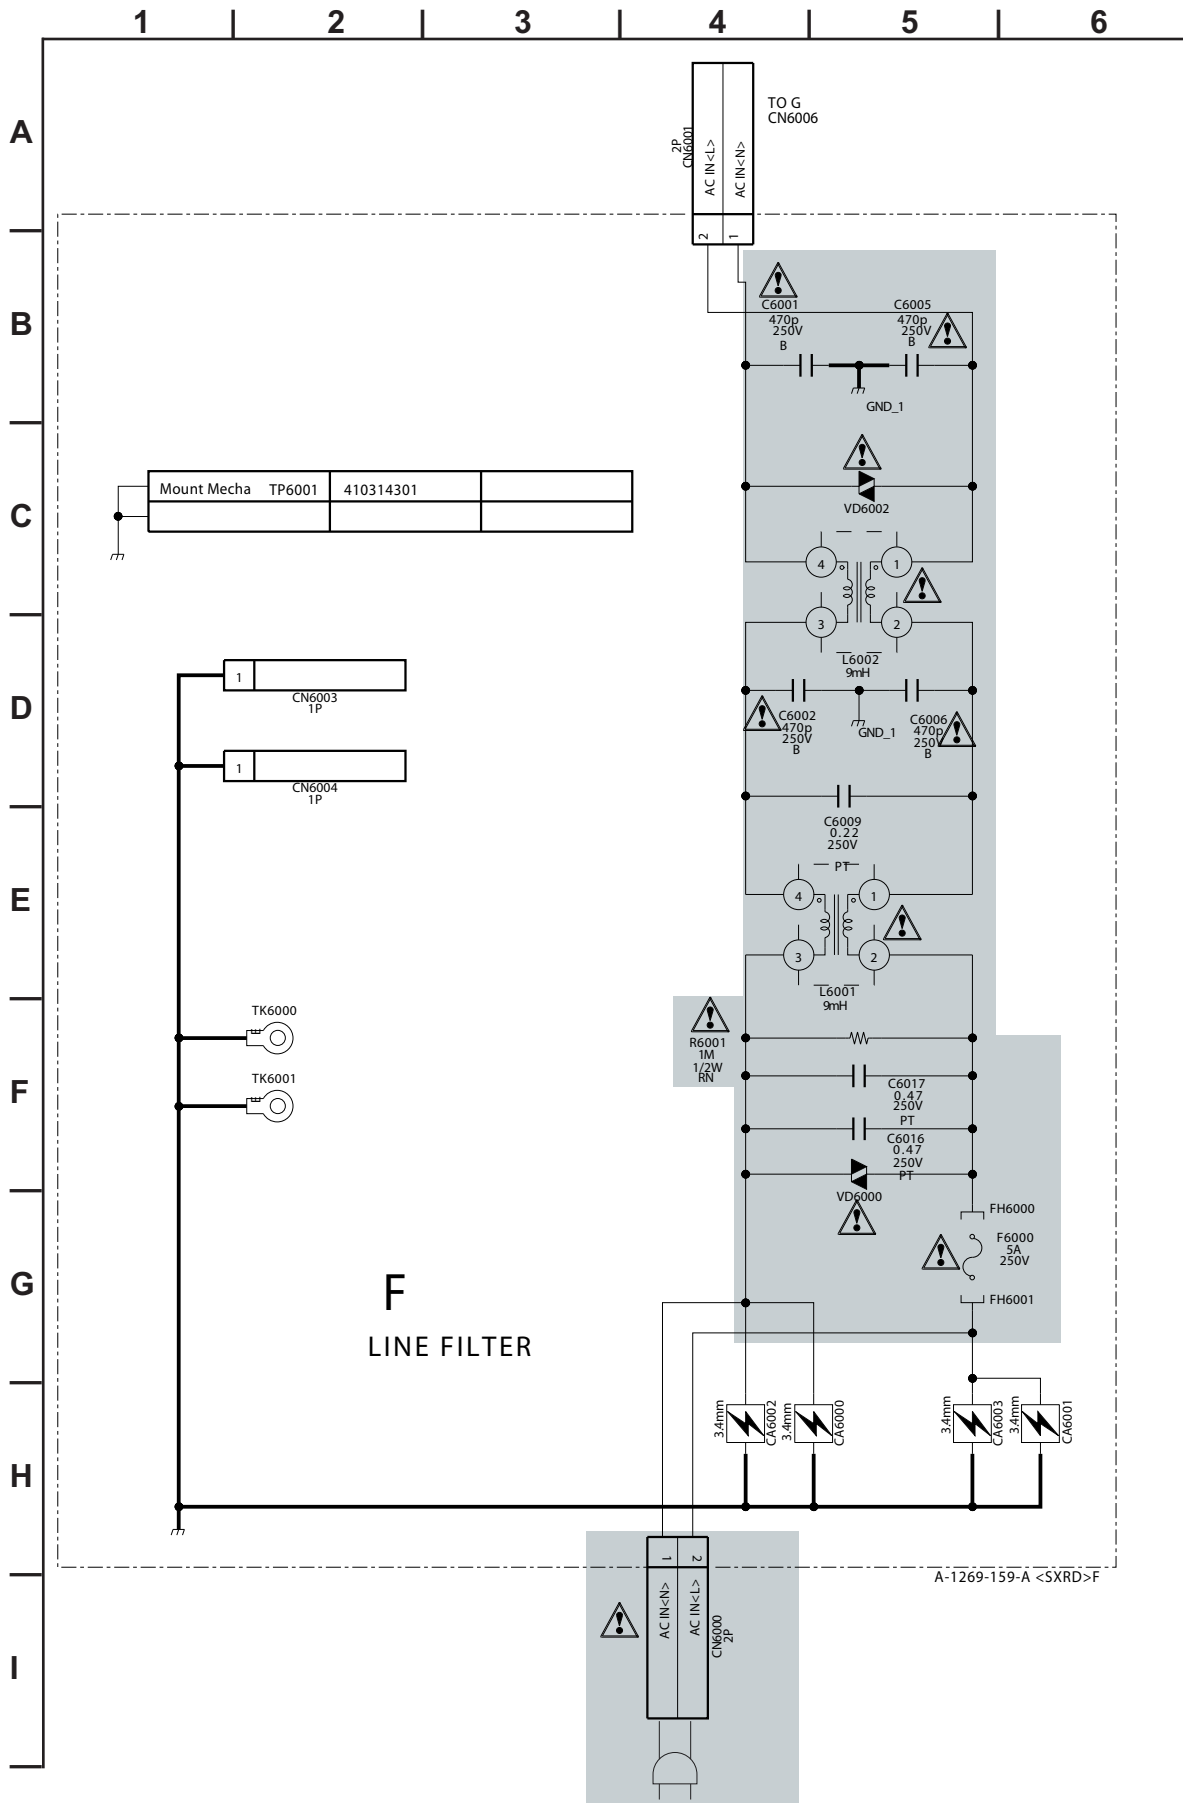 1 2 3 4 5 6
A
TO G
CN6006
2P
CN6001
AC IN<L>
AC IN<N>
2
1
B
C6001
470p
250V
B
C6005
470p
250V
B
GND_1
C
Mount Mecha TP6001 410314301
VD6002
4
1
3
2
L6002
9mH
D
1
CN6003
1P
C6002
470p
250V
B
GND_1
C6006
470p
250V
B
1
CN6004
1P
C6009
0.22
250V
PT
E
4
1
3
2
L6001
9mH
TK6000
R6001
1M
1/2W
RN
F
TK6001
C6017
0.47
250V
PT
C6016
0.47
250V
PT
VD6000
FH6000
F6000
5A
250V
G
FH6001
F
LINE FILTER
3.4mm
CA6002
3.4mm
CA6000
3.4mm
CA6003
3.4mm
CA6001
H
1
2
A-1269-159-A <SXRD>F
AC IN<N>
AC IN<L>
CN6000
2P
I